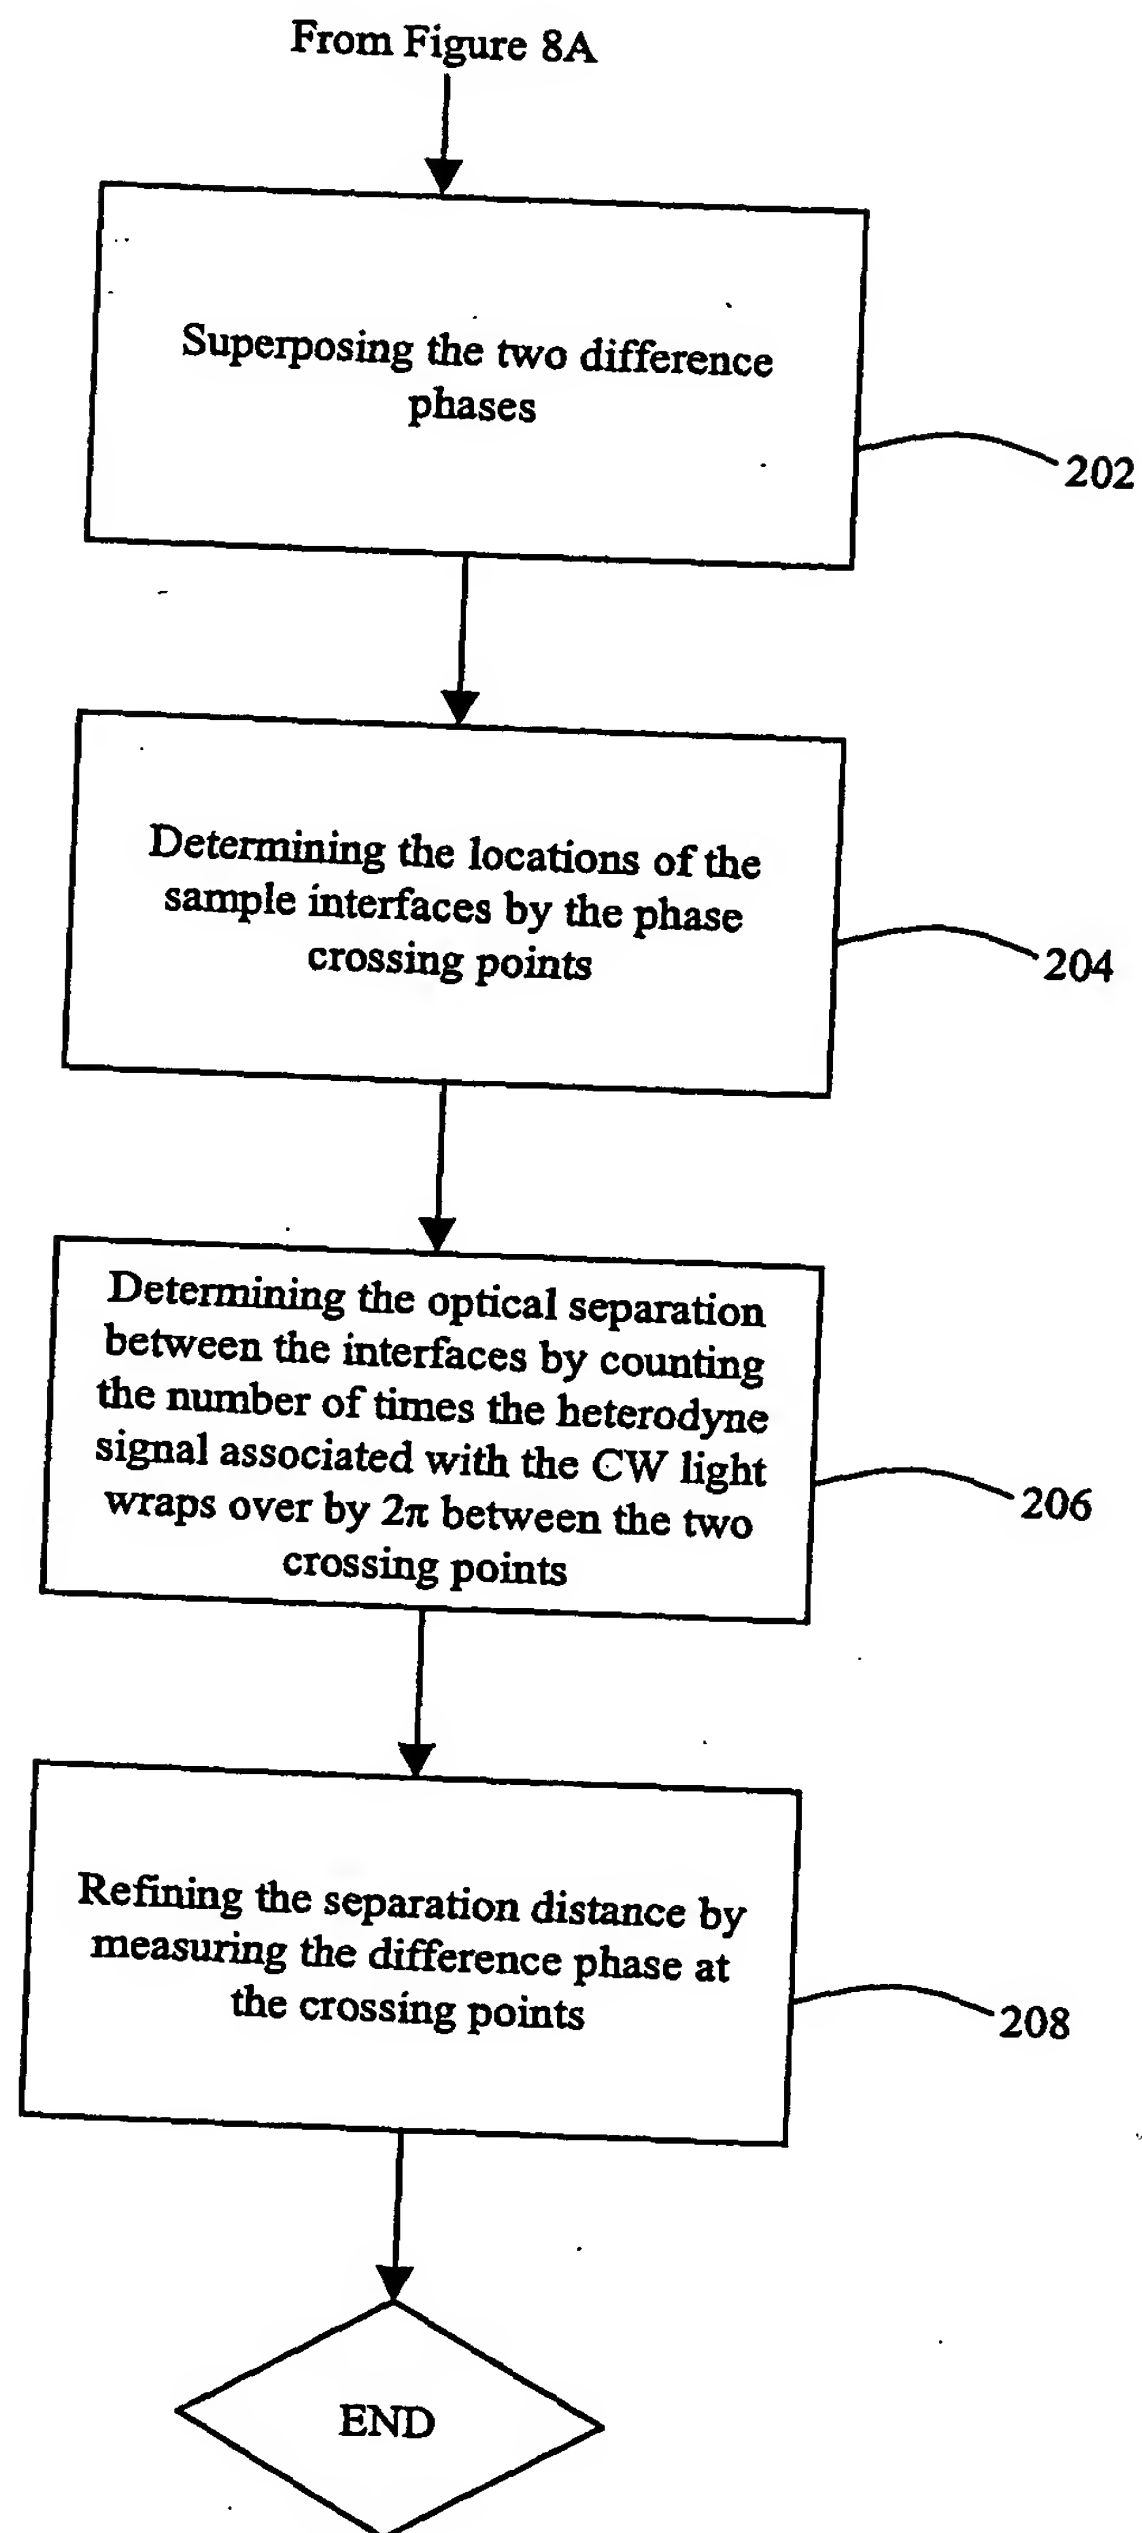 From Figure 8A
Superposing the two difference
phases
202
Determining the locations of the
sample interfaces by the phase
crossing points
204
Determining the optical separation
between the interfaces by counting
the number of times the heterodyne
signal associated with the CW light
wraps over by 2π between the two
crossing points
206
Refining the separation distance by
measuring the difference phase at
the crossing points
208
END